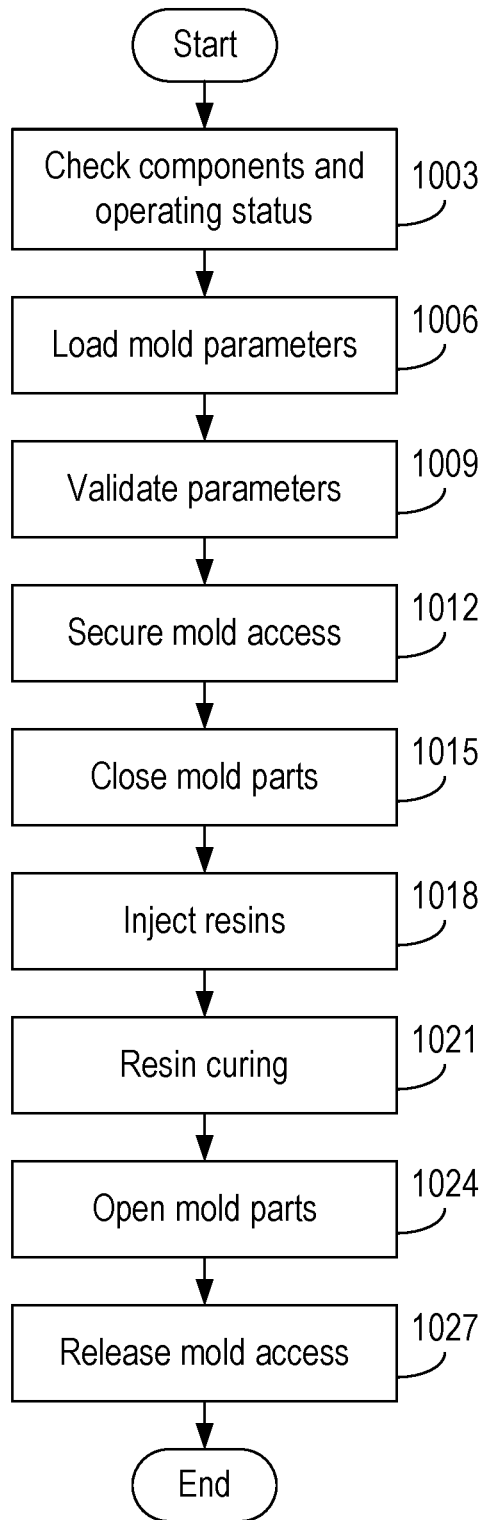 Start
Check components and
operating status
1003
Load mold parameters
1006
Validate parameters
1009
Secure mold access
1012
Close mold parts
1015
Inject resins
1018
Resin curing
1021
Open mold parts
1024
Release mold access
1027
End